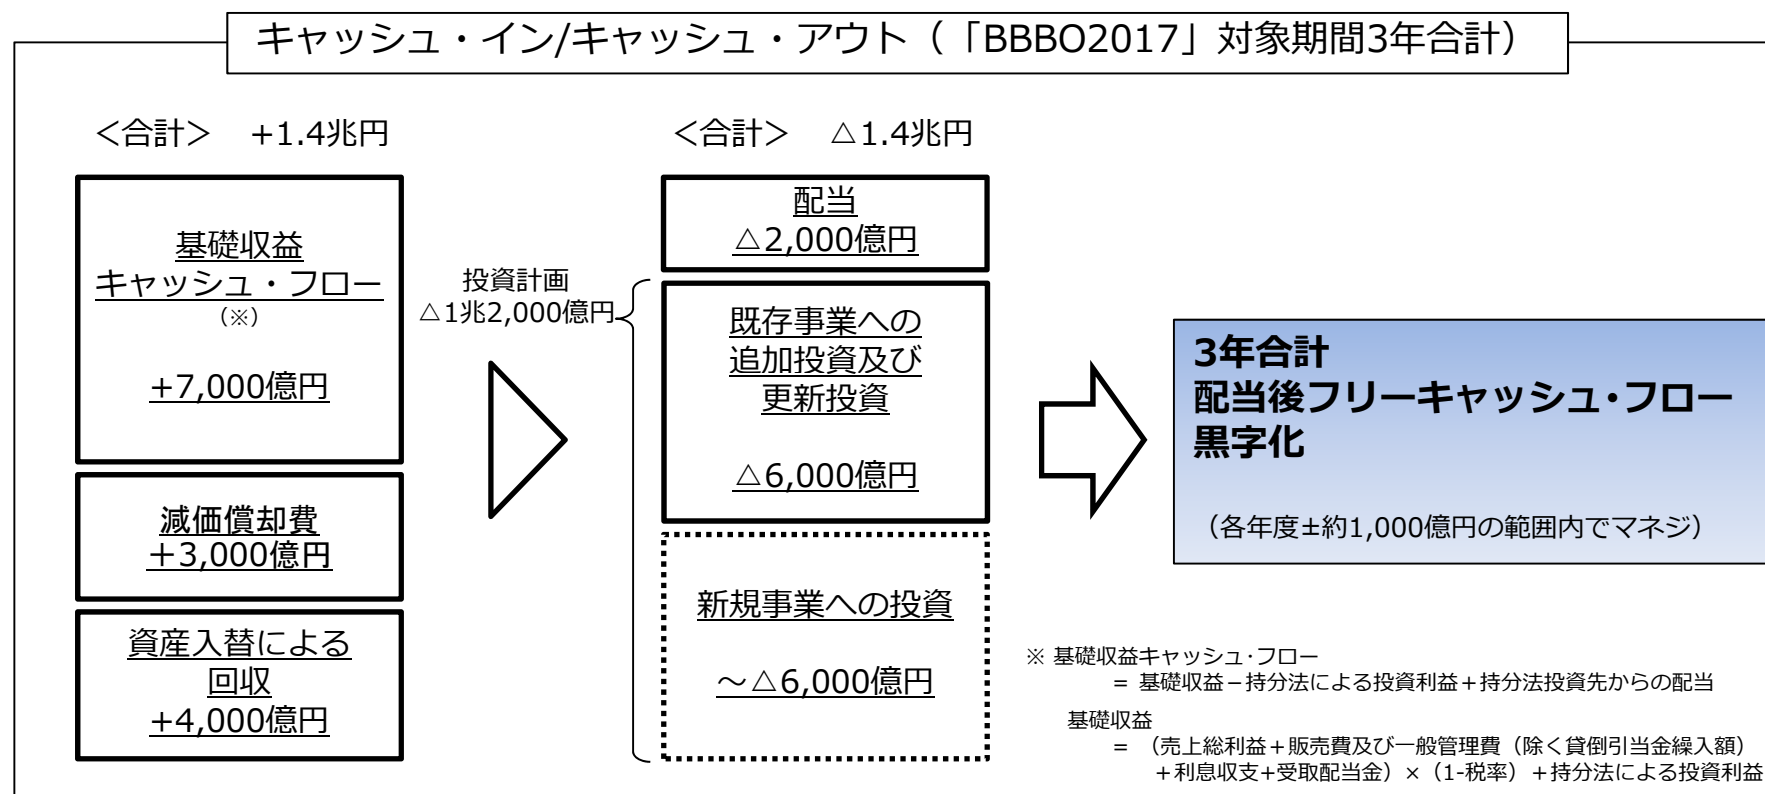 キャッシュ・イン/キャッシュ・アウト（「BBBO2017」対象期間3年合計）
＜合計＞ +1.4兆円
基礎収益
キャッシュ・フロー
（※）
+7,000億円
減価償却費
＋3,000億円
資産入替による
回収
+4,000億円
投資計画
△1兆2,000億円
＜合計＞ △1.4兆円
配当
△2,000億円
既存事業への
追加投資及び
更新投資
△6,000億円
新規事業への投資
～△6,000億円
3年合計
配当後フリーキャッシュ・フロー
黒字化
（各年度±約1,000億円の範囲内でマネジ）
※ 基礎収益キャッシュ・フロー
= 基礎収益－持分法による投資利益＋持分法投資先からの配当
基礎収益
= （売上総利益＋販売費及び一般管理費（除く貸倒引当金繰入額）
＋利息収支+受取配当金）×（1-税率）＋持分法による投資利益